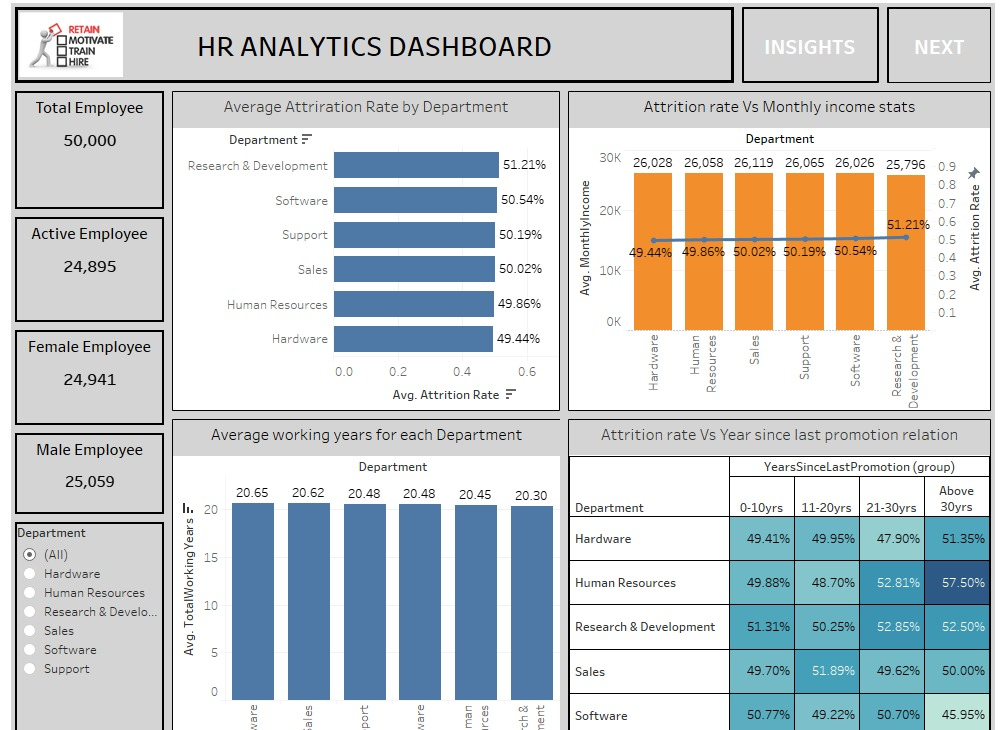 RETAIN
MOTIVATE
TRAIN
HIRE
HR ANALYTICS DASHBOARD
INSIGHTS
NEXT
Total Employee
50,000
Active Employee
24,895
Female Employee
24,941
Male Employee
25,059
Department
(All)
Hardware
Human Resources
Research & Develo...
Sales
Software
Support
Average Attriration Rate by Department
Department
Research & Development 51.21%
Software 50.54%
Support 50.19%
Sales 50.02%
Human Resources 49.86%
Hardware 49.44%
0.0 0.2 0.4 0.6
Avg. Attrition Rate
Attrition rate Vs Monthly income stats
Department
30K
20K
10K
0K
Avg. MonthlyIncome
26,028 26,058 26,119 26,065 26,026 25,796
49.44% 49.86% 50.02% 50.19% 50.54% 51.21%
0.9
0.8
0.7
0.6
0.5
0.4
0.3
0.2
0.1
Avg. Attrition Rate
Hardware
Human
Resources
Sales
Support
Software
Research &
Development
Average working years for each Department
Department
20.65 20.62 20.48 20.48 20.45 20.30
20
15
10
5
0
Avg. TotalWorkingYears
ware
ales
port
ware
man
rces
ch &
ment
Attrition rate Vs Year since last promotion relation
YearsSinceLastPromotion (group)
Department 0-10yrs 11-20yrs 21-30yrs Above
30yrs
Hardware 49.41% 49.95% 47.90% 51.35%
Human Resources 49.88% 48.70% 52.81% 57.50%
Research & Development 51.31% 50.25% 52.85% 52.50%
Sales 49.70% 51.89% 49.62% 50.00%
Software 50.77% 49.22% 50.70% 45.95%